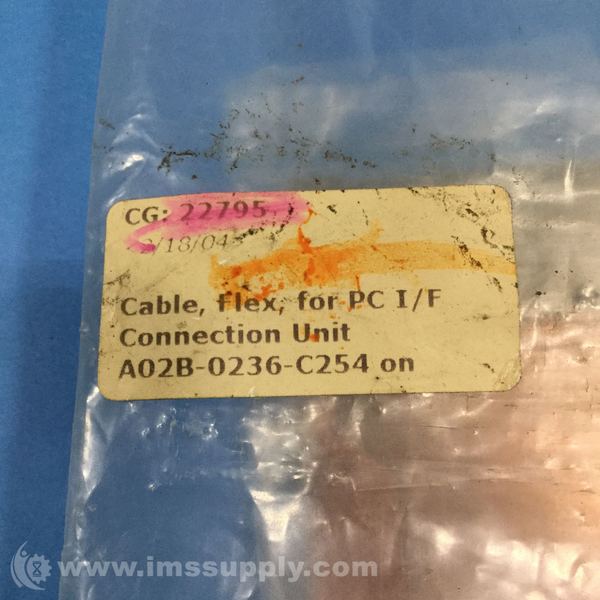 CG: 22795
/18/04
Cable, Flex, for PC I/F
Connection Unit
A02B-0236-C254 on
www.imssupply.com